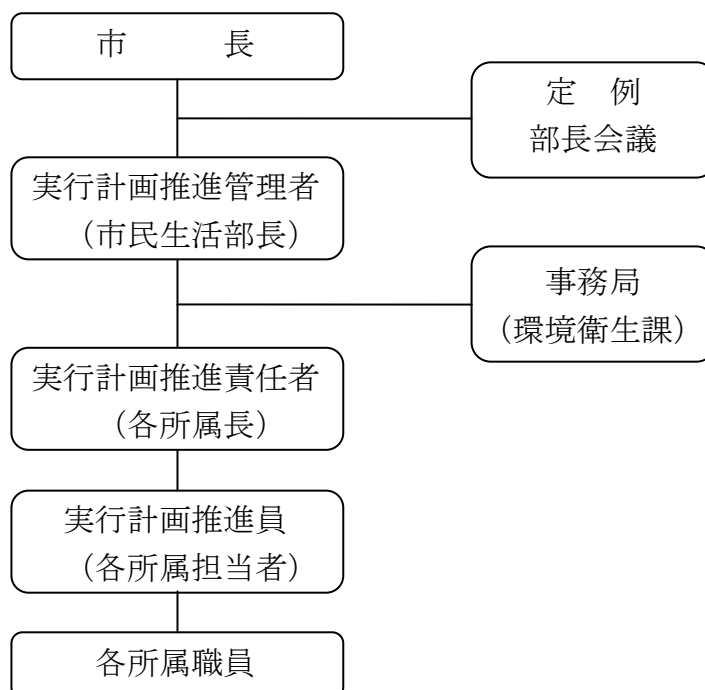 市　　　長
定　例
部長会議
実行計画推進管理者
（市民生活部長）
事務局
（環境衛生課）
実行計画推進責任者
（各所属長）
実行計画推進員
（各所属担当者）
各所属職員